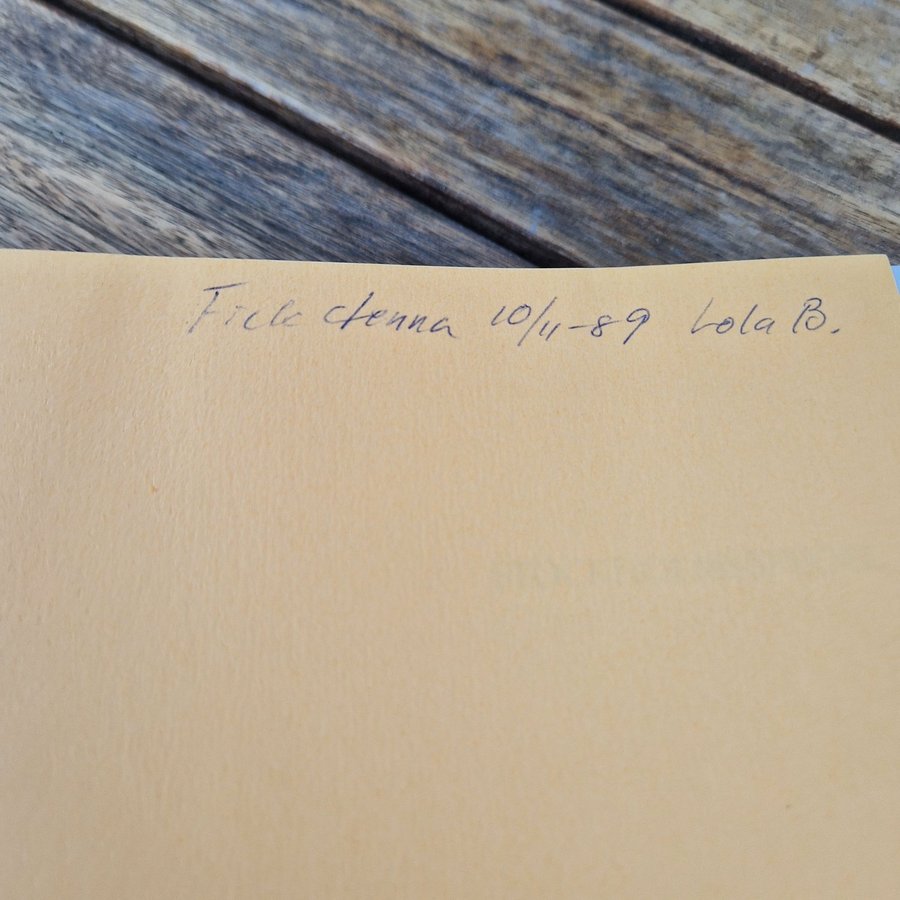 Fick denna 10/11-89 Lola B.